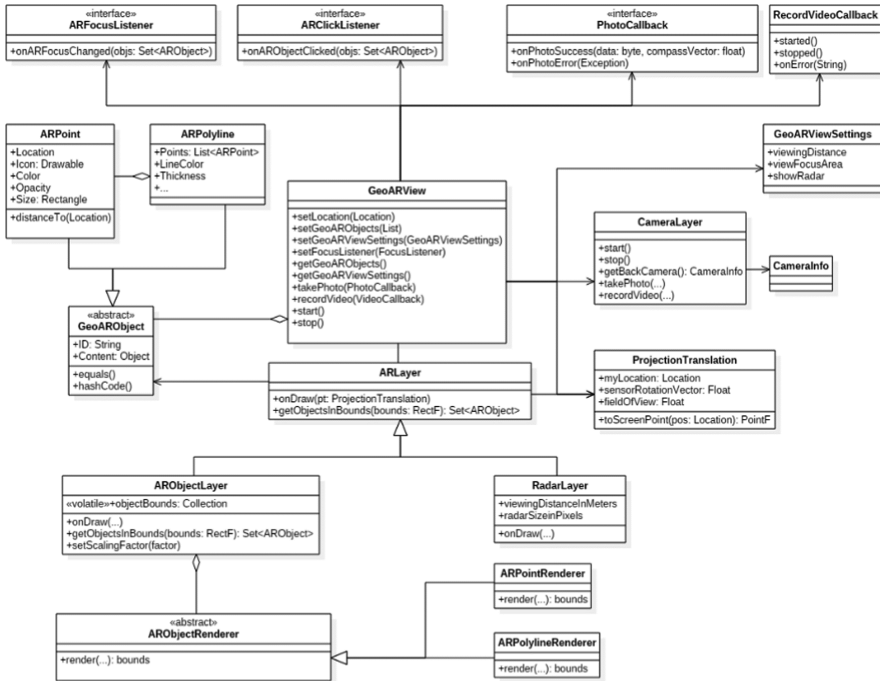 «interface»
ARFocusListener
+onARFocusChanged(objs: Set<ARObject>)
«interface»
ARClickListener
+onARObjectClicked(objs: Set<ARObject>)
«interface»
PhotoCallback
+onPhotoSuccess(data: byte, compassVector: float)
+onPhotoError(Exception)
RecordVideoCallback
+started()
+stopped()
+onError(String)
ARPoint
+Location
+Icon: Drawable
+Color
+Opacity
+Size: Rectangle
+distanceTo(Location)
ARPolyline
+Points: List<ARPoint>
+LineColor
+Thickness
+...
GeoARView
+setLocation(Location)
+setGeoARObjects(List)
+setGeoARViewSettings(GeoARViewSettings)
+setFocusListener(FocusListener)
+getGeoARObjects()
+getGeoARViewSettings()
+takePhoto(PhotoCallback)
+recordVideo(VideoCallback)
+start()
+stop()
GeoARViewSettings
+viewingDistance
+viewFocusArea
+showRadar
CameraLayer
+start()
+stop()
+getBackCamera(): CameraInfo
+takePhoto(...)
+recordVideo(...)
CameraInfo
«abstract»
GeoARObject
+ID: String
+Content: Object
+equals()
+hashCode()
ARLayer
+onDraw(pt: ProjectionTranslation)
+getObjectsInBounds(bounds: RectF): Set<ARObject>
ProjectionTranslation
+myLocation: Location
+sensorRotationVector: Float
+fieldOfView: Float
+toScreenPoint(pos: Location): PointF
ARObjectLayer
«volatile»+objectBounds: Collection
+onDraw(...)
+getObjectsInBounds(bounds: RectF): Set<ARObject>
+setScalingFactor(factor)
RadarLayer
+viewingDistanceInMeters
+radarSizeinPixels
+onDraw(...)
ARPointRenderer
+render(...): bounds
«abstract»
ARObjectRenderer
+render(...): bounds
ARPolylineRenderer
+render(...): bounds